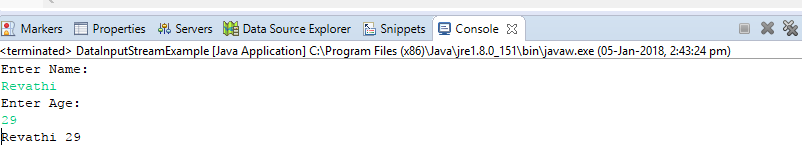 Markers Properties Servers Data Source Explorer Snippets Console
<terminated> DataInputStreamExample [Java Application] C:\Program Files (x86)\Java\jre1.8.0_151\bin\javaw.exe (05-Jan-2018, 2:43:24 pm)
Enter Name:
Revathi
Enter Age:
29
Revathi 29